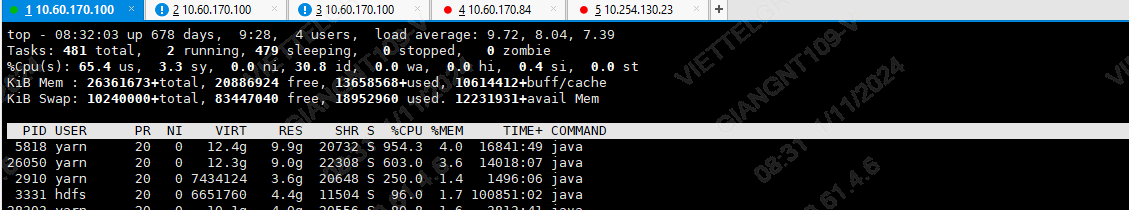 1 10.60.170.100 × 2 10.60.170.100 × 3 10.60.170.100 × 4 10.60.170.84 × 5 10.254.130.23 × +
top - 08:32:03 up 678 days,  9:28,  4 users,  load average: 9.72, 8.04, 7.39
Tasks: 481 total,   2 running, 479 sleeping,   0 stopped,   0 zombie
%Cpu(s): 65.4 us,  3.3 sy,  0.0 ni, 30.8 id,  0.0 wa,  0.0 hi,  0.4 si,  0.0 st
KiB Mem : 26361673+total, 20886924 free, 13658568+used, 10614412+buff/cache
KiB Swap: 10240000+total, 83447040 free, 18952960 used. 12231931+avail Mem
PID USER      PR  NI    VIRT    RES    SHR S  %CPU %MEM     TIME+ COMMAND
5818 yarn      20   0   12.4g   9.9g  20732 S 954.3  4.0  16841:49 java
26050 yarn      20   0   12.3g   9.0g  22308 S 603.0  3.6  14018:07 java
2910 yarn      20   0 7434124   3.6g  20648 S 250.0  1.4   1496:06 java
3331 hdfs      20   0 6651760   4.4g  11504 S  96.0  1.7 100851:02 java
VIETTEL
GIANGNT109-V
08:31 1/11/2024